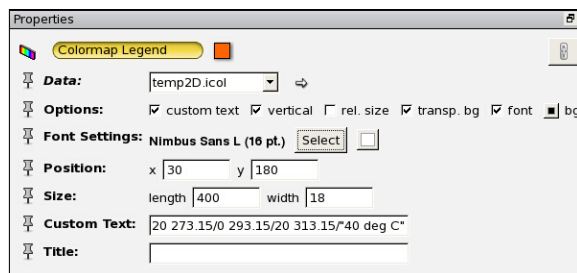 Properties
Colormap Legend
Data: temp2D.icol
Options: custom text vertical rel. size transp. bg font bg
Font Settings: Nimbus Sans L (16 pt.) Select
Position: x 30 y 180
Size: length 400 width 18
Custom Text: 20 273.15/0 293.15/20 313.15/"40 deg C"
Title: